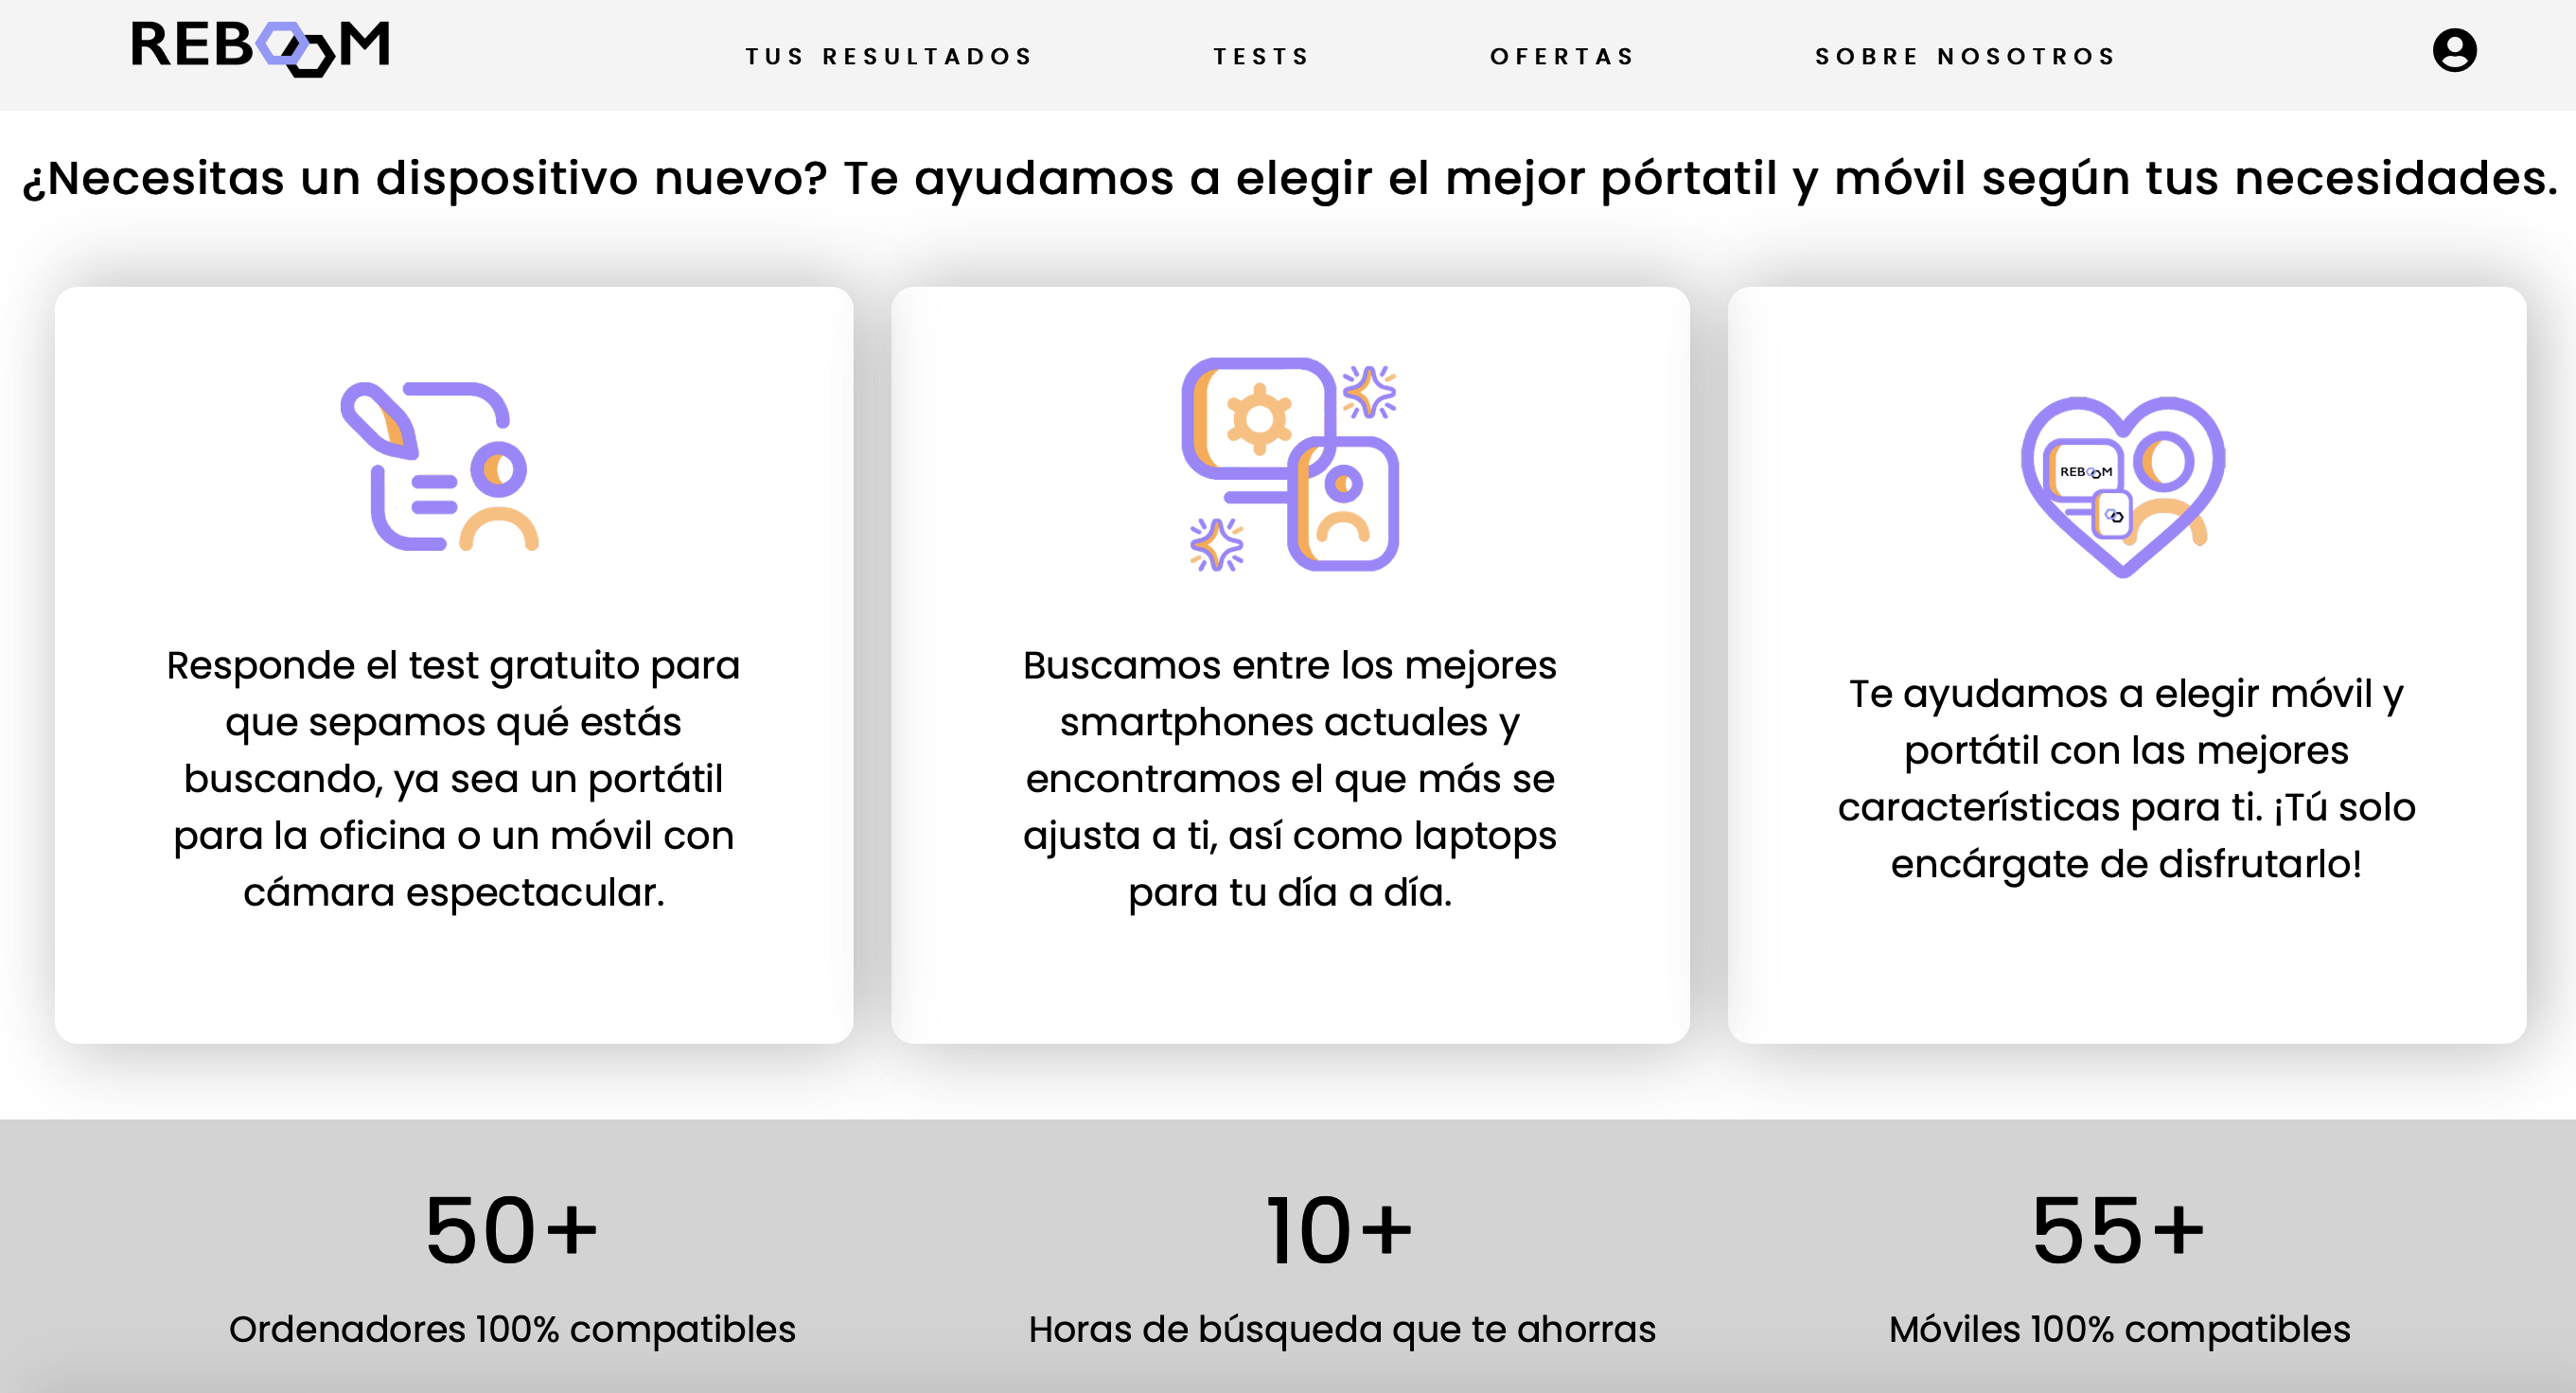 REBOOM
TUS RESULTADOS
TESTS
OFERTAS
SOBRE NOSOTROS
¿Necesitas un dispositivo nuevo? Te ayudamos a elegir el mejor pórtatil y móvil según tus necesidades.
Responde el test gratuito para
que sepamos qué estás
buscando, ya sea un portátil
para la oficina o un móvil con
cámara espectacular.
Buscamos entre los mejores
smartphones actuales y
encontramos el que más se
ajusta a ti, así como laptops
para tu día a día.
REBOOM
Te ayudamos a elegir móvil y
portátil con las mejores
características para ti. ¡Tú solo
encárgate de disfrutarlo!
50+
Ordenadores 100% compatibles
10+
Horas de búsqueda que te ahorras
55+
Móviles 100% compatibles